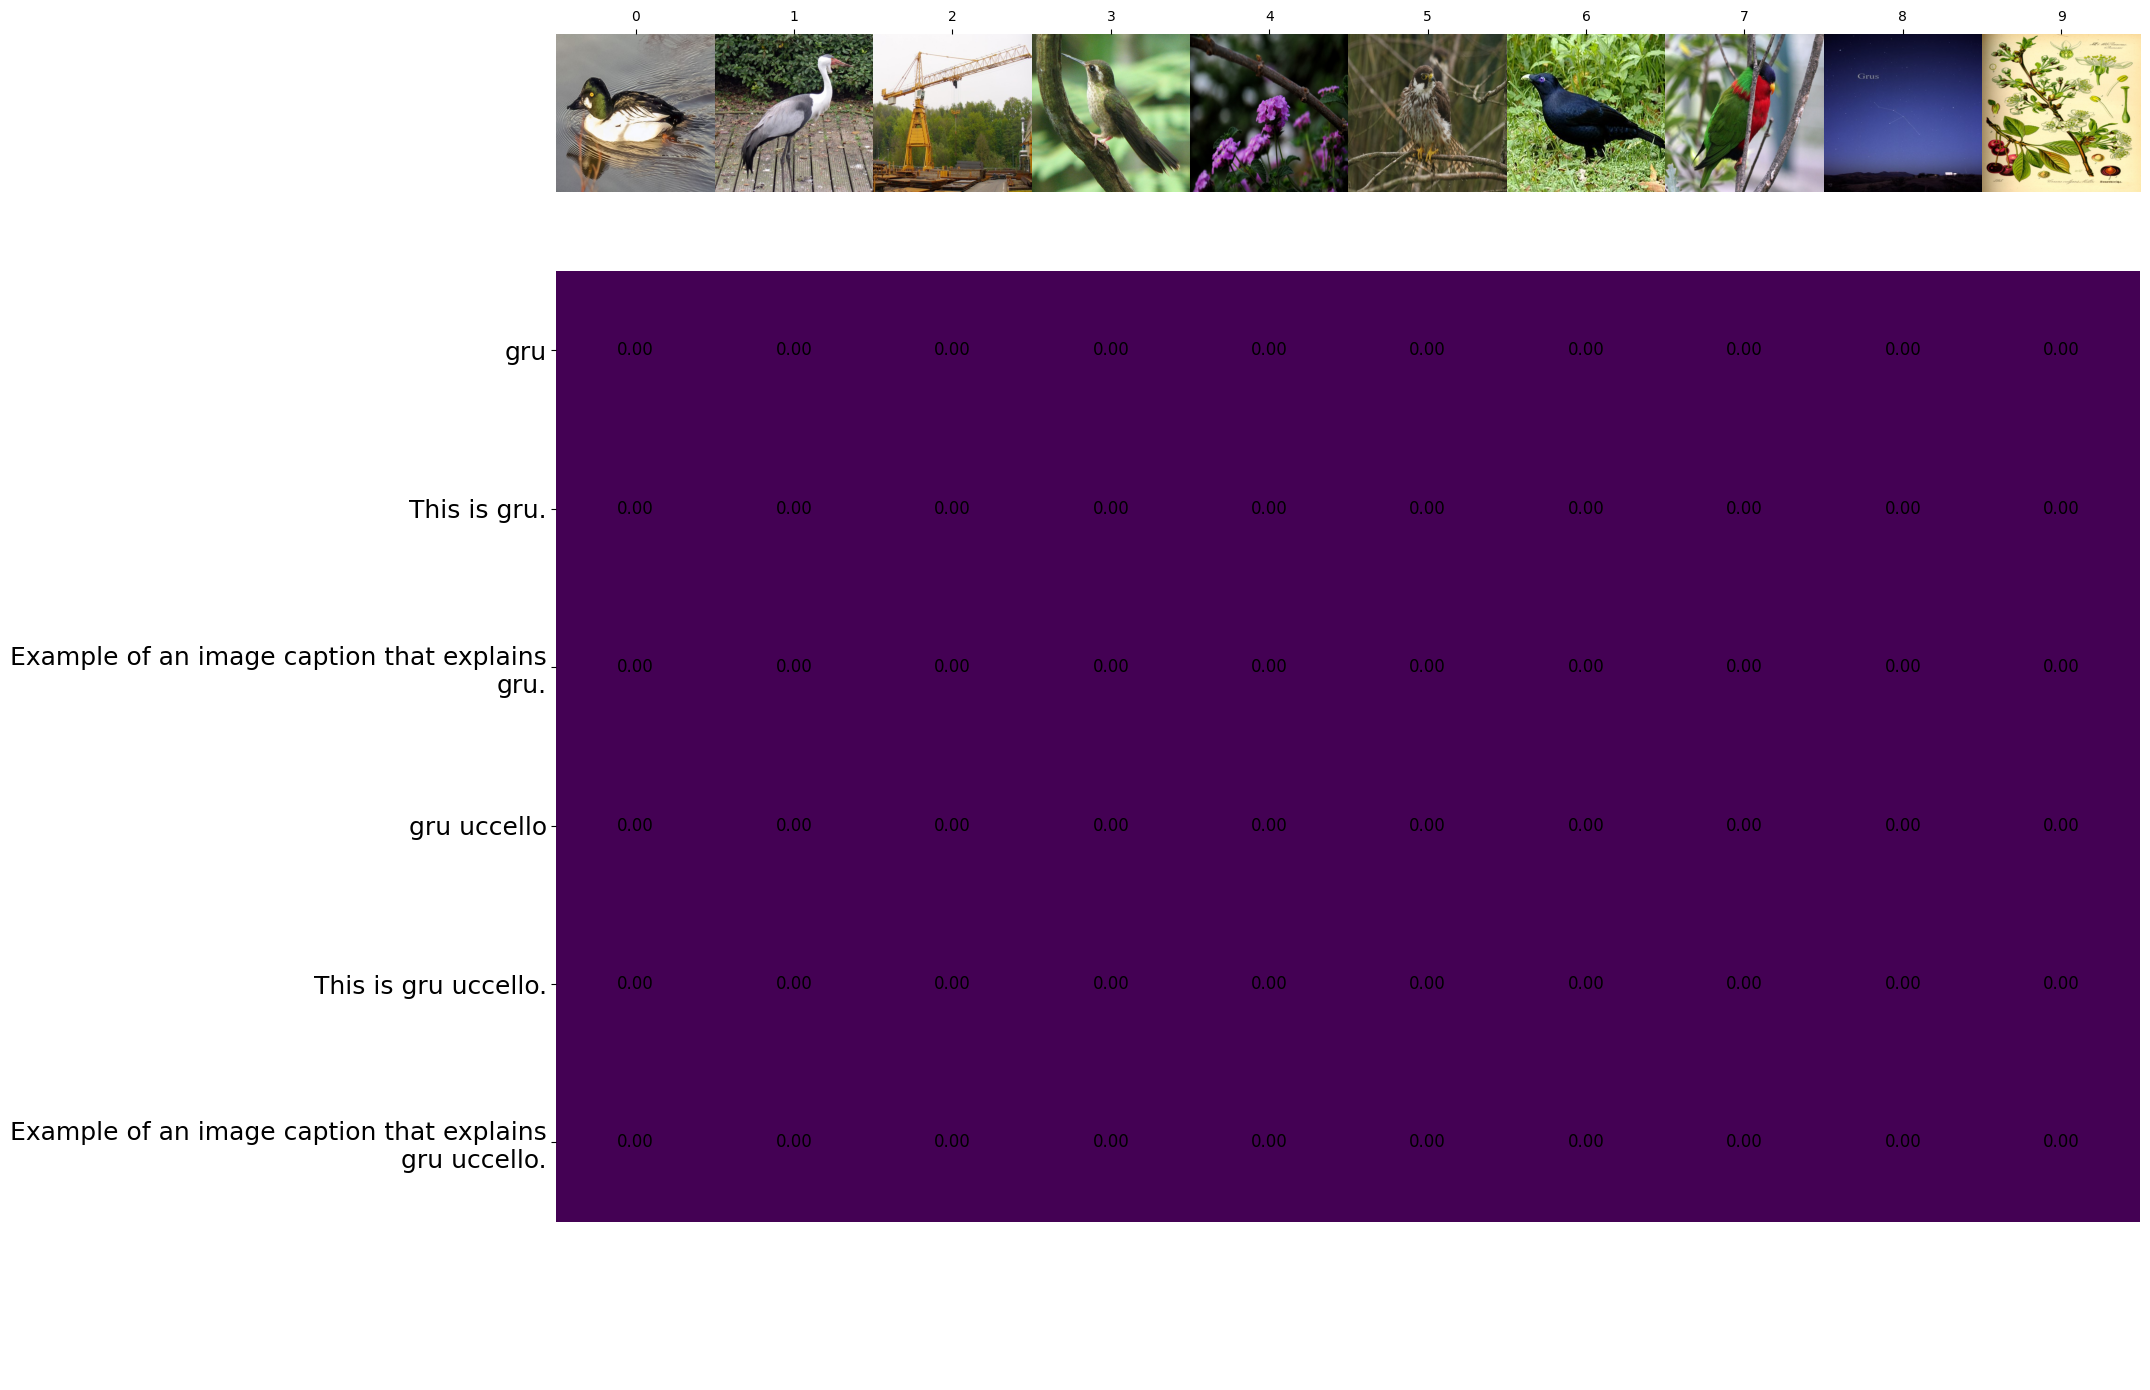 0 1 2 3 4 5 6 7 8 9
Grus
gru 0.00 0.00 0.00 0.00 0.00 0.00 0.00 0.00 0.00 0.00
This is gru. 0.00 0.00 0.00 0.00 0.00 0.00 0.00 0.00 0.00 0.00
Example of an image caption that explains
gru. 0.00 0.00 0.00 0.00 0.00 0.00 0.00 0.00 0.00 0.00
gru uccello 0.00 0.00 0.00 0.00 0.00 0.00 0.00 0.00 0.00 0.00
This is gru uccello. 0.00 0.00 0.00 0.00 0.00 0.00 0.00 0.00 0.00 0.00
Example of an image caption that explains
gru uccello. 0.00 0.00 0.00 0.00 0.00 0.00 0.00 0.00 0.00 0.00